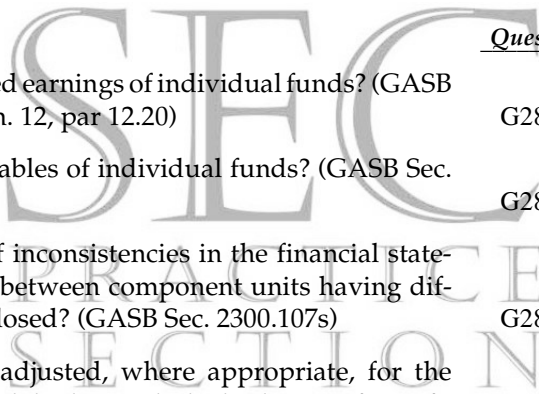 Ques
ed earnings of individual funds? (GASB
n. 12, par 12.20)
G28
ables of individual funds? (GASB Sec.
G28
f inconsistencies in the financial state-
between component units having dif-
losed? (GASB Sec. 2300.107s)
G28
adjusted, where appropriate, for the
SEC
PRACTICE
SECTION